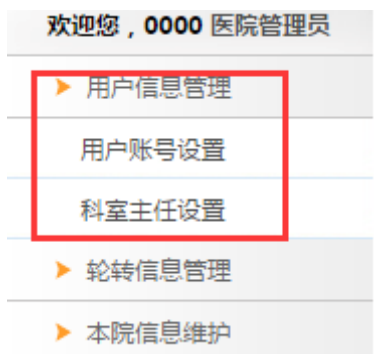 欢迎您，0000 医院管理员
用户信息管理
用户账号设置
科室主任设置
轮转信息管理
本院信息维护